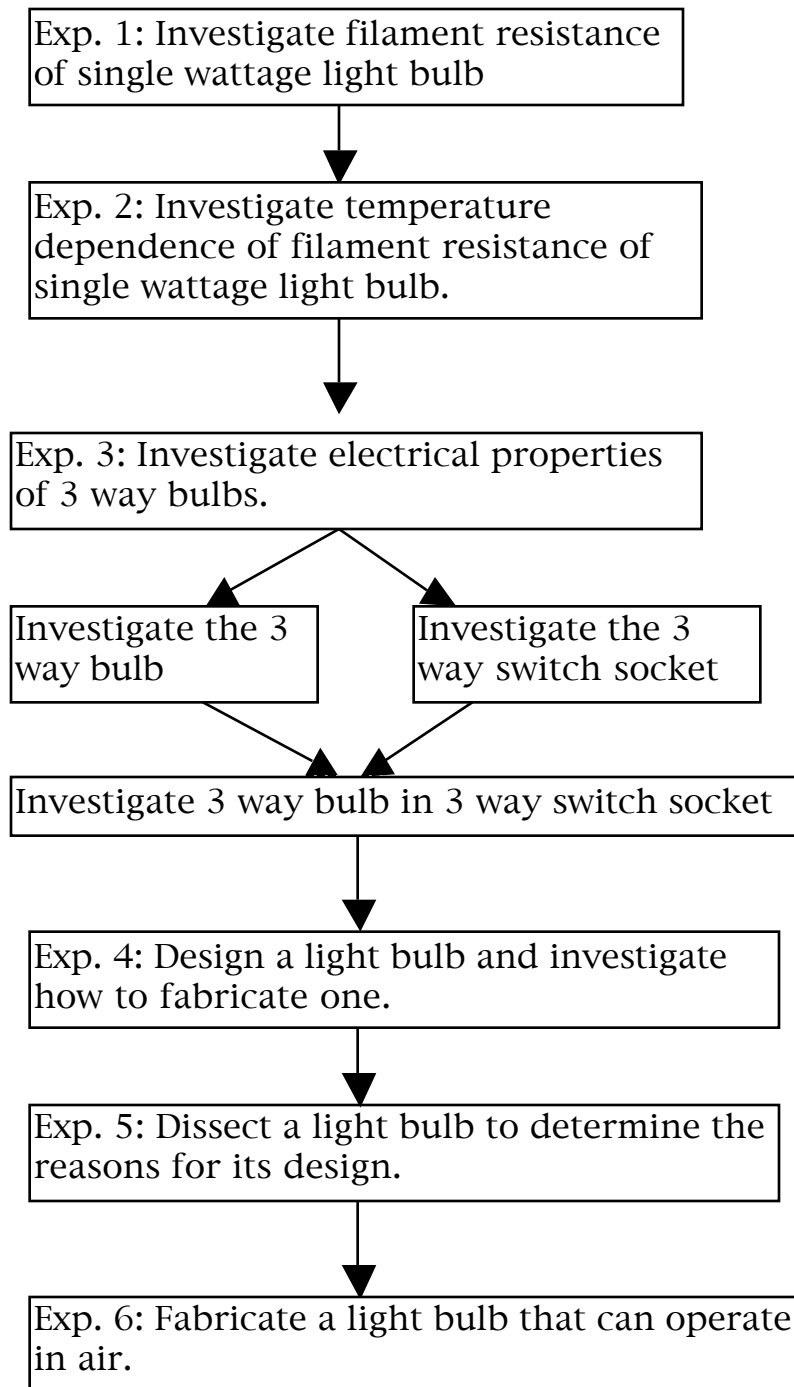 Exp. 1: Investigate filament resistance
of single wattage light bulb
Exp. 2: Investigate temperature
dependence of filament resistance of
single wattage light bulb.
Exp. 3: Investigate electrical properties
of 3 way bulbs.
Investigate the 3
way bulb
Investigate the 3
way switch socket
Investigate 3 way bulb in 3 way switch socket
Exp. 4: Design a light bulb and investigate
how to fabricate one.
Exp. 5: Dissect a light bulb to determine the
reasons for its design.
Exp. 6: Fabricate a light bulb that can operate
in air.